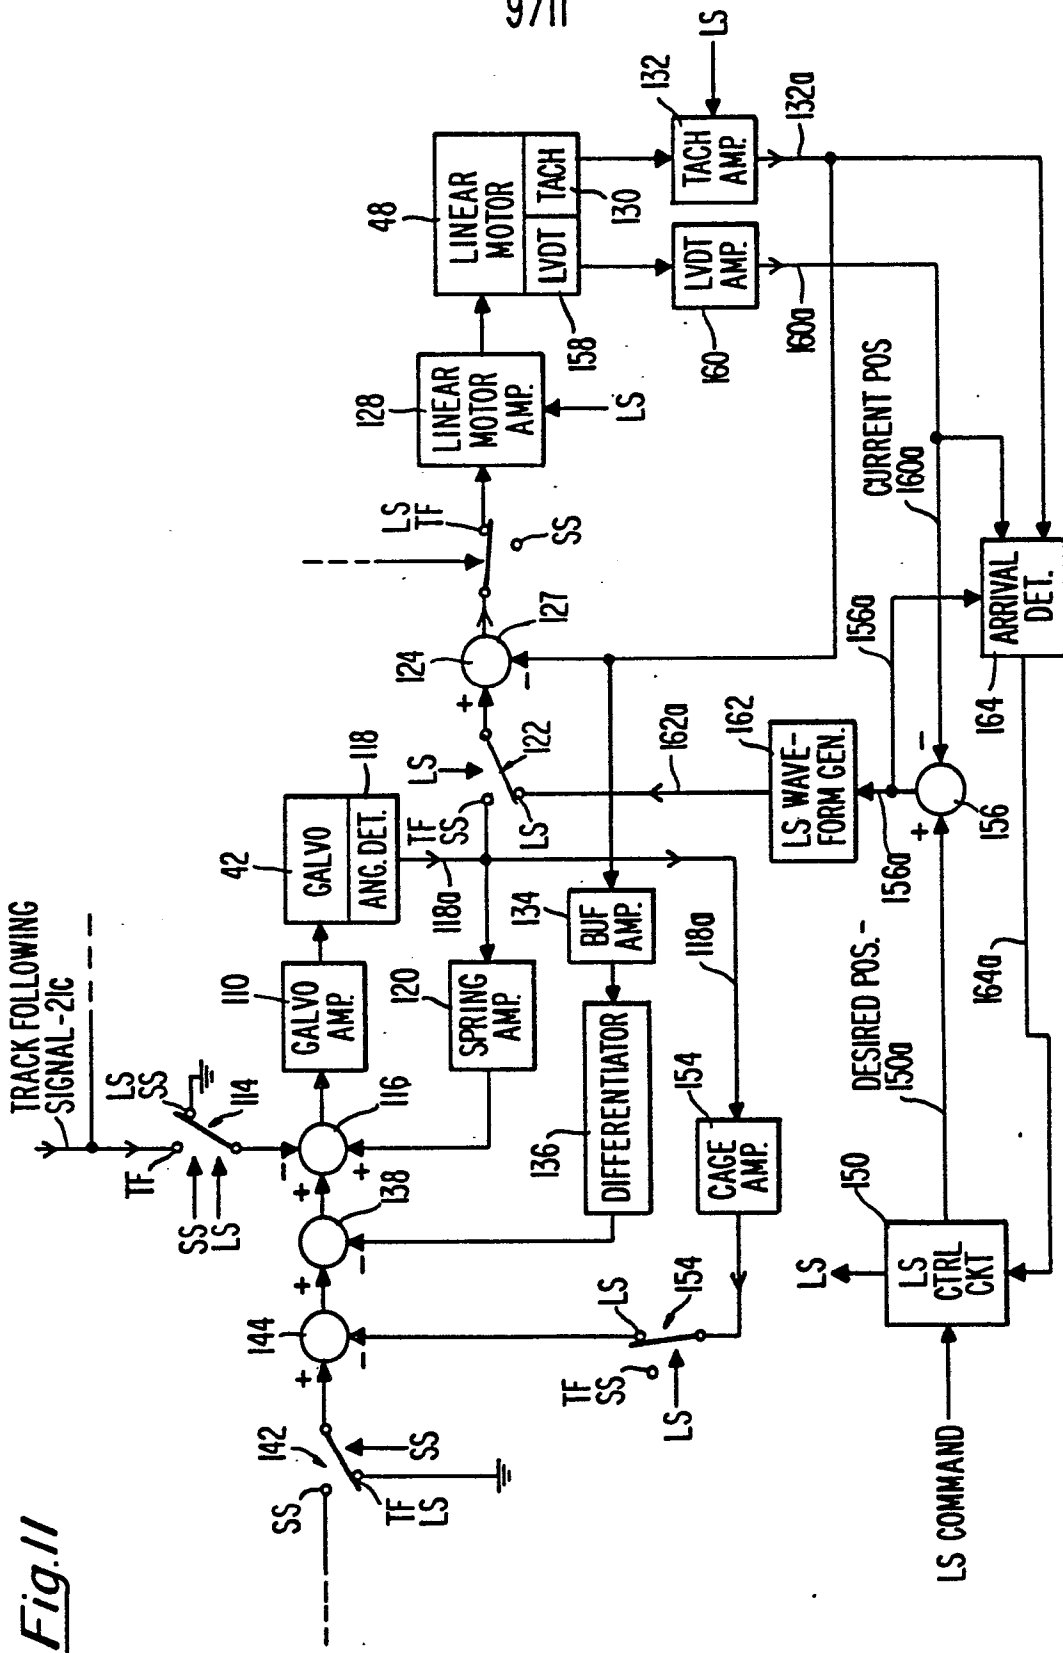 9/11
Fig.11
TRACK FOLLOWING
SIGNAL-21c
TF
LS
SS
114
SS
LS
110
GALVO
AMP.
42
GALVO
ANG. DET.
118
118a
116
-
+
+
138
+
-
144
+
+
-
142
SS
SS
TF
LS
120
SPRING
AMP.
TF
SS
LS
LS
122
124
+
-
127
LS
TF
SS
128
LINEAR
MOTOR
AMP.
LS
48
LINEAR
MOTOR
LVDT
TACH
158
130
132
TACH
AMP.
LS
132a
160
LVDT
AMP.
160a
134
BUF
AMP.
136
DIFFERENTIATOR
118a
154
CAGE
AMP.
LS
154
TF
SS
LS
162a
162
LS WAVE-
FORM GEN.
156a
156a
+
-
156
CURRENT POS
160a
DESIRED POS.-
150a
164
ARRIVAL
DET.
164a
150
LS
CTRL
CKT
LS
LS COMMAND